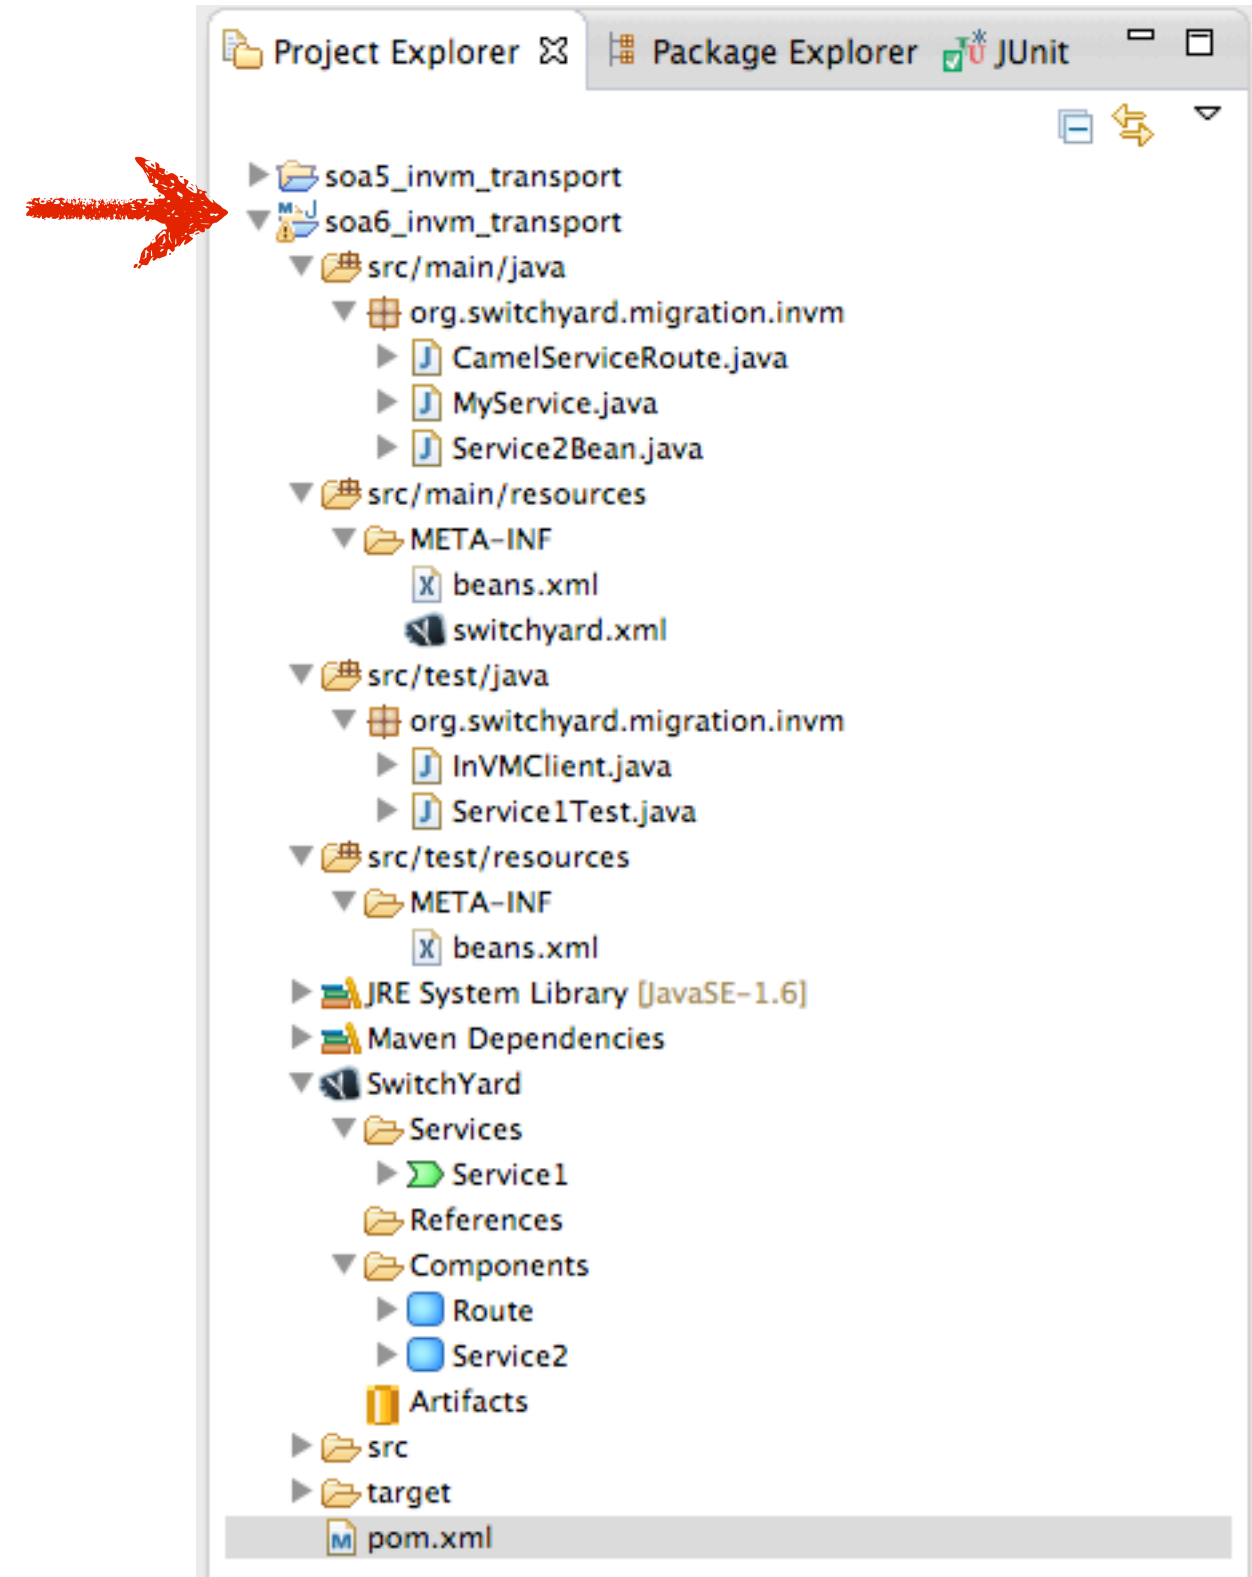 Project Explorer Package Explorer JUnit
soa5_invm_transport
soa6_invm_transport
src/main/java
org.switchyard.migration.invm
CamelServiceRoute.java
MyService.java
Service2Bean.java
src/main/resources
META-INF
beans.xml
switchyard.xml
src/test/java
org.switchyard.migration.invm
InVMClient.java
Service1Test.java
src/test/resources
META-INF
beans.xml
JRE System Library [JavaSE-1.6]
Maven Dependencies
SwitchYard
Services
Service1
References
Components
Route
Service2
Artifacts
src
target
pom.xml